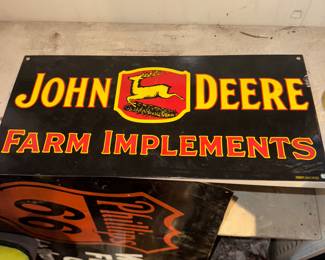 JOHN DEERE
FARM IMPLEMENTS
Phillips
66